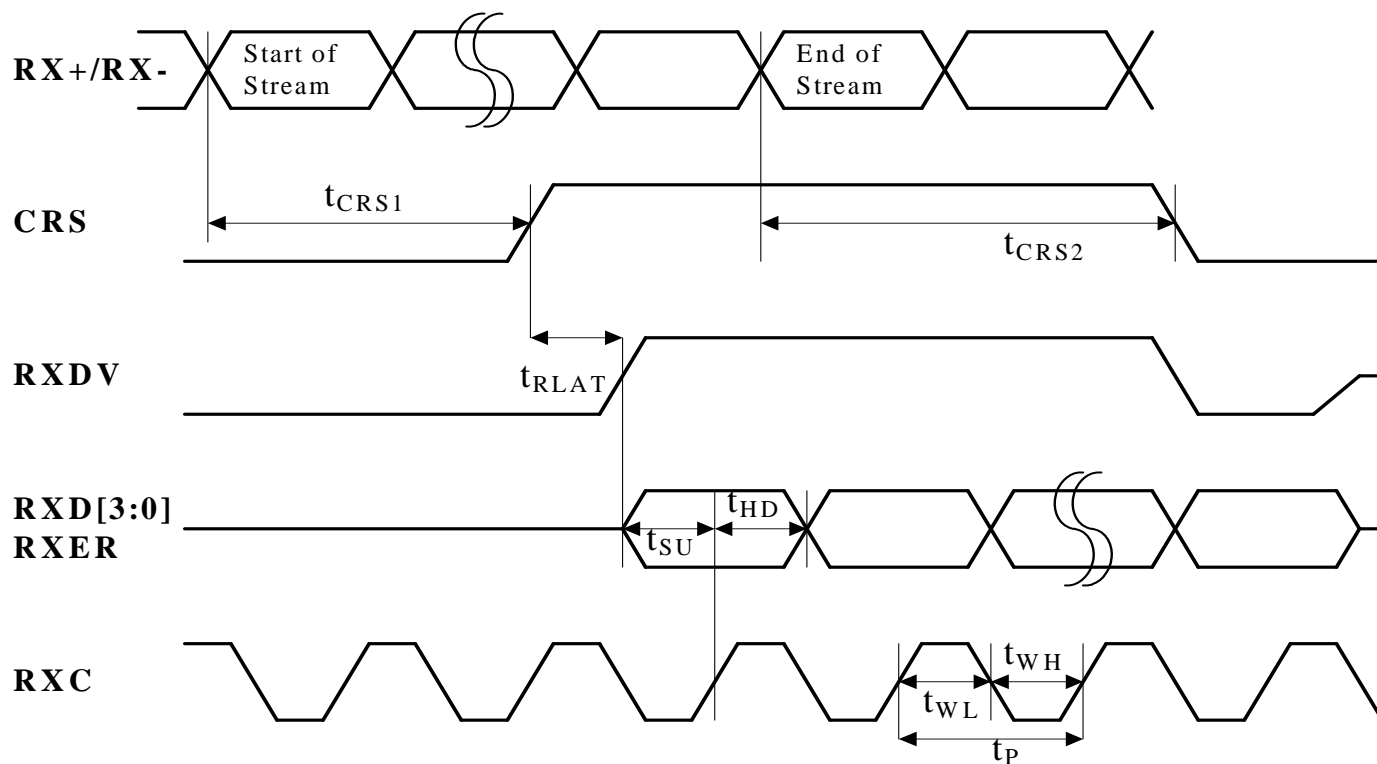 RX+/RX-
Start of
Stream
End of
Stream
CRS
tCRS1
tCRS2
RXDV
tRLAT
RXD[3:0]
RXER
tSU
tHD
RXC
tWL
tWH
tP